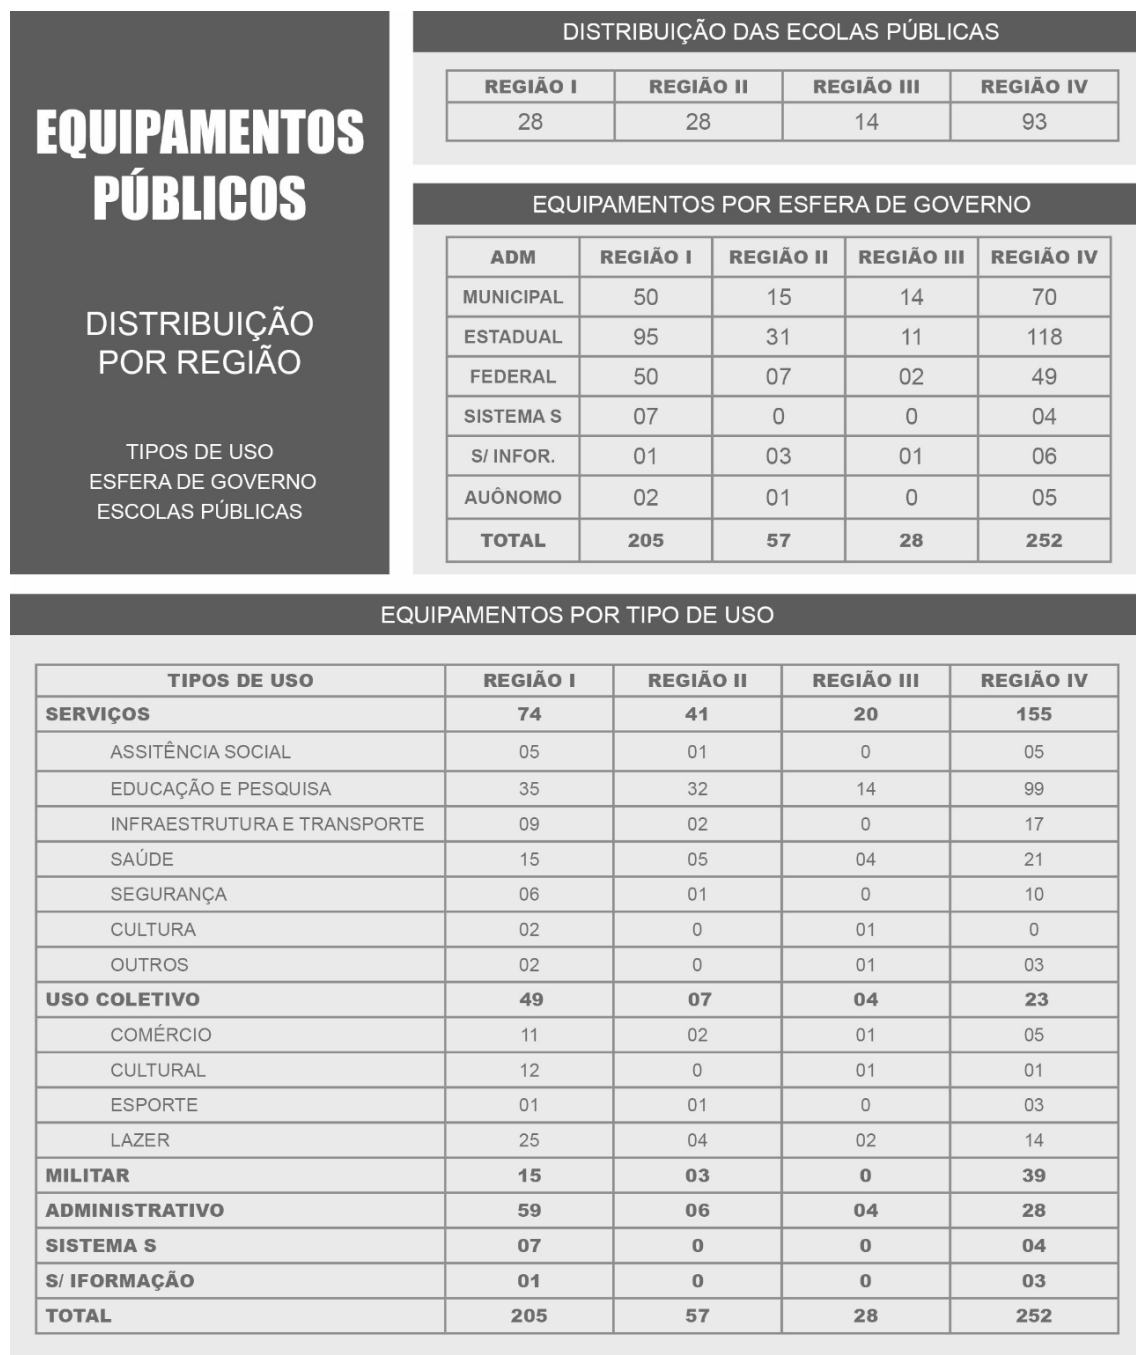 EQUIPAMENTOS
PÚBLICOS
DISTRIBUIÇÃO
POR REGIÃO
TIPOS DE USO
ESFERA DE GOVERNO
ESCOLAS PÚBLICAS
DISTRIBUIÇÃO DAS ECOLAS PÚBLICAS
REGIÃO I REGIÃO II REGIÃO III REGIÃO IV
28 28 14 93
EQUIPAMENTOS POR ESFERA DE GOVERNO
ADM REGIÃO I REGIÃO II REGIÃO III REGIÃO IV
MUNICIPAL 50 15 14 70
ESTADUAL 95 31 11 118
FEDERAL 50 07 02 49
SISTEMA S 07 0 0 04
S/ INFOR. 01 03 01 06
AUÔNOMO 02 01 0 05
TOTAL 205 57 28 252
EQUIPAMENTOS POR TIPO DE USO
TIPOS DE USO REGIÃO I REGIÃO II REGIÃO III REGIÃO IV
SERVIÇOS 74 41 20 155
ASSITÊNCIA SOCIAL 05 01 0 05
EDUCAÇÃO E PESQUISA 35 32 14 99
INFRAESTRUTURA E TRANSPORTE 09 02 0 17
SAÚDE 15 05 04 21
SEGURANÇA 06 01 0 10
CULTURA 02 0 01 0
OUTROS 02 0 01 03
USO COLETIVO 49 07 04 23
COMÉRCIO 11 02 01 05
CULTURAL 12 0 01 01
ESPORTE 01 01 0 03
LAZER 25 04 02 14
MILITAR 15 03 0 39
ADMINISTRATIVO 59 06 04 28
SISTEMA S 07 0 0 04
S/ IFORMAÇÃO 01 0 0 03
TOTAL 205 57 28 252